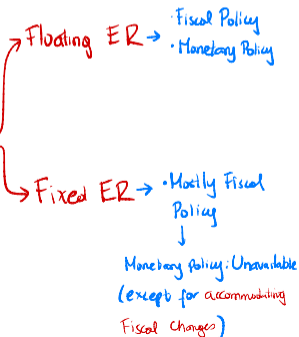 Floating ER → • Fiscal Policy
• Monetary Policy
Fixed ER → • Mostly Fiscal
Policy
↓
Monetary Policy: Unavailable
(except for accommodating
Fiscal Changes)